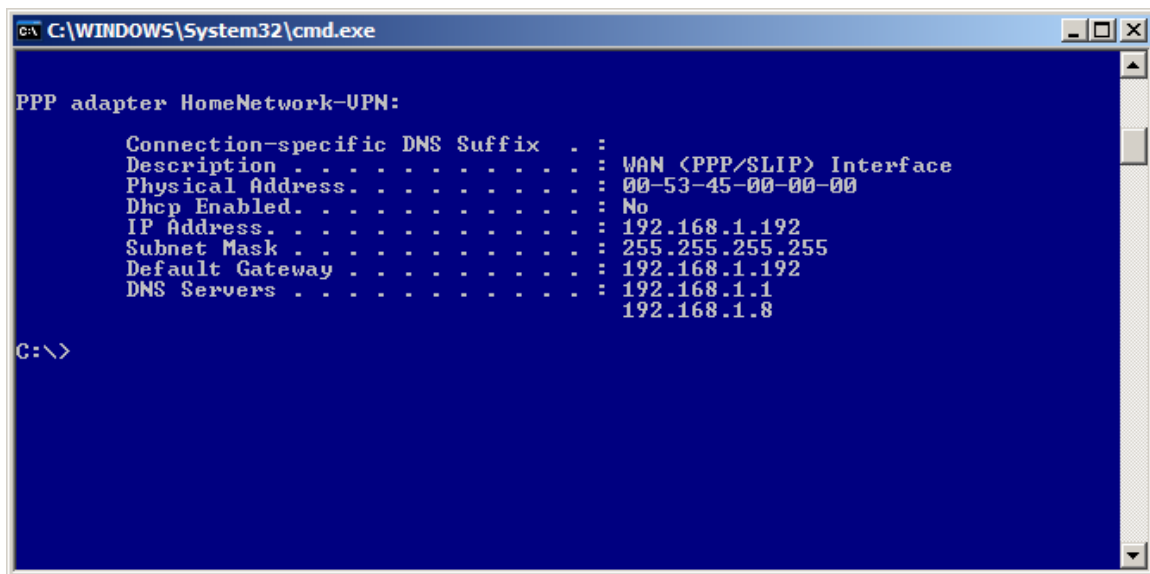 C:\WINDOWS\System32\cmd.exe
PPP adapter HomeNetwork-VPN:
Connection-specific DNS Suffix  . :
Description . . . . . . . . . . . : WAN (PPP/SLIP) Interface
Physical Address. . . . . . . . . : 00-53-45-00-00-00
Dhcp Enabled. . . . . . . . . . . : No
IP Address. . . . . . . . . . . . : 192.168.1.192
Subnet Mask . . . . . . . . . . . : 255.255.255.255
Default Gateway . . . . . . . . . : 192.168.1.192
DNS Servers . . . . . . . . . . . : 192.168.1.1
192.168.1.8
C:\>